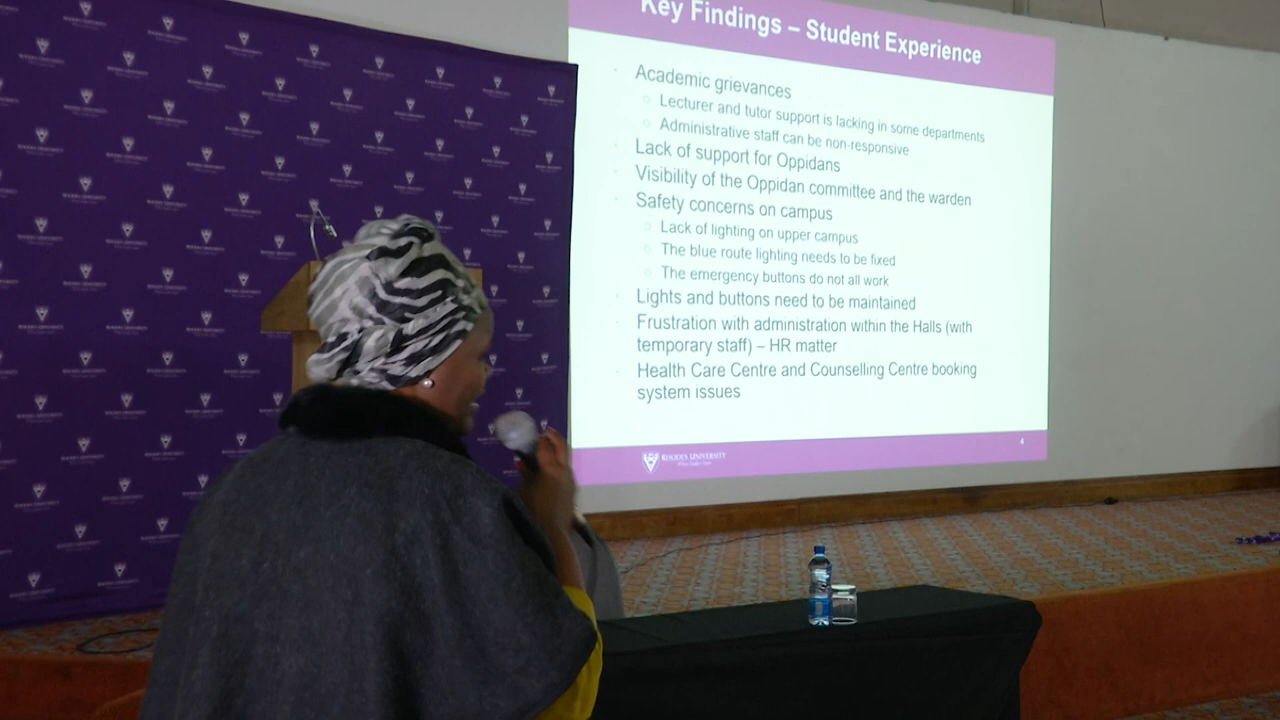 Key Findings – Student Experience
Academic grievances
Lecturer and tutor support is lacking in some departments
Administrative staff can be non-responsive
Lack of support for Oppidans
Visibility of the Oppidan committee and the warden
Safety concerns on campus
Lack of lighting on upper campus
The blue route lighting needs to be fixed
The emergency buttons do not all work
Lights and buttons need to be maintained
Frustration with administration within the Halls (with
temporary staff) – HR matter
Health Care Centre and Counselling Centre booking
system issues
4
RHODES UNIVERSITY